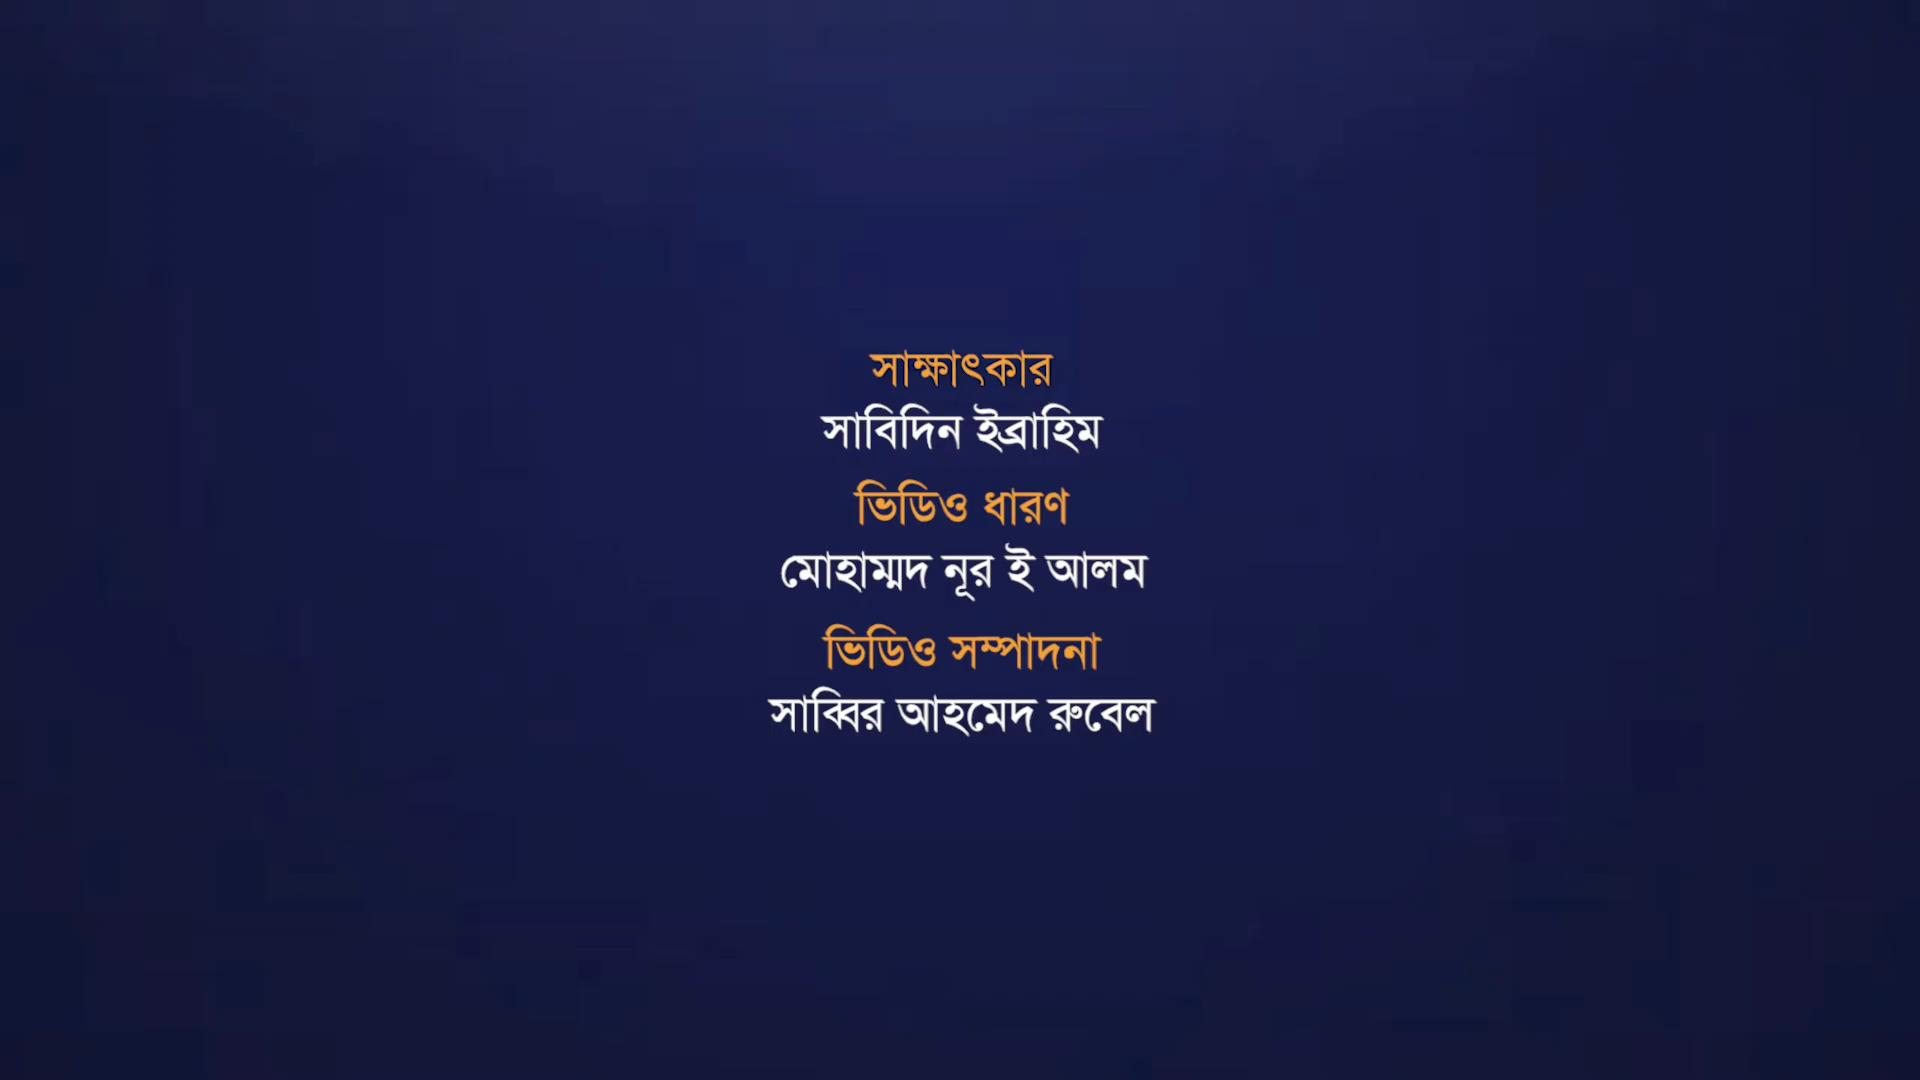 সাক্ষাৎকার
সাবিদিন ইব্রাহিম
ভিডিও ধারণ
মোহাম্মদ নূর ই আলম
ভিডিও সম্পাদনা
সাব্বির আহমেদ রুবেল